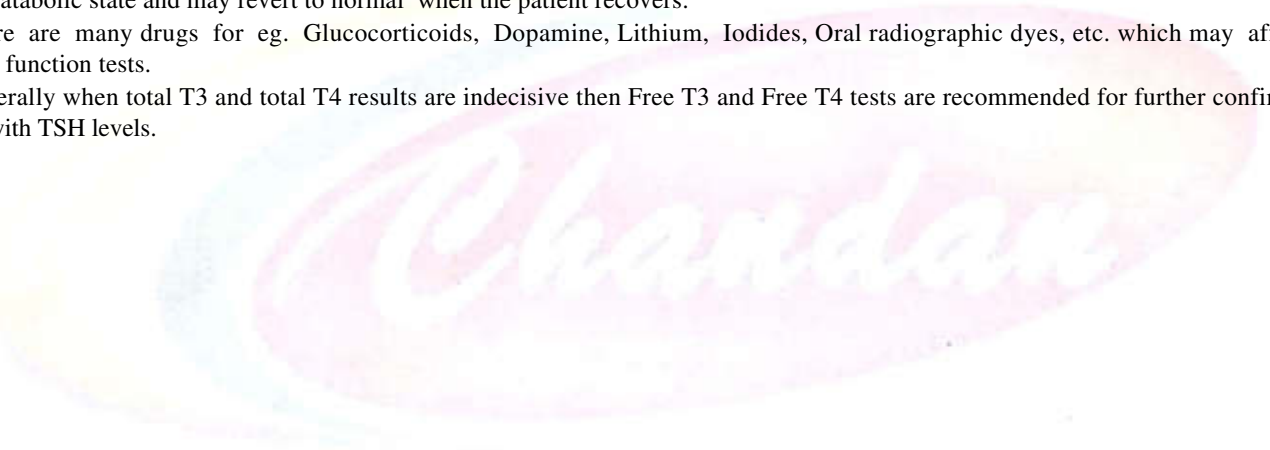 atabolic state and may revert to normal when the patient recovers.
re are many drugs for eg. Glucocorticoids, Dopamine, Lithium, Iodides, Oral radiographic dyes, etc. which may af
function tests.
erally when total T3 and total T4 results are indecisive then Free T3 and Free T4 tests are recommended for further confir
with TSH levels.
Chandan